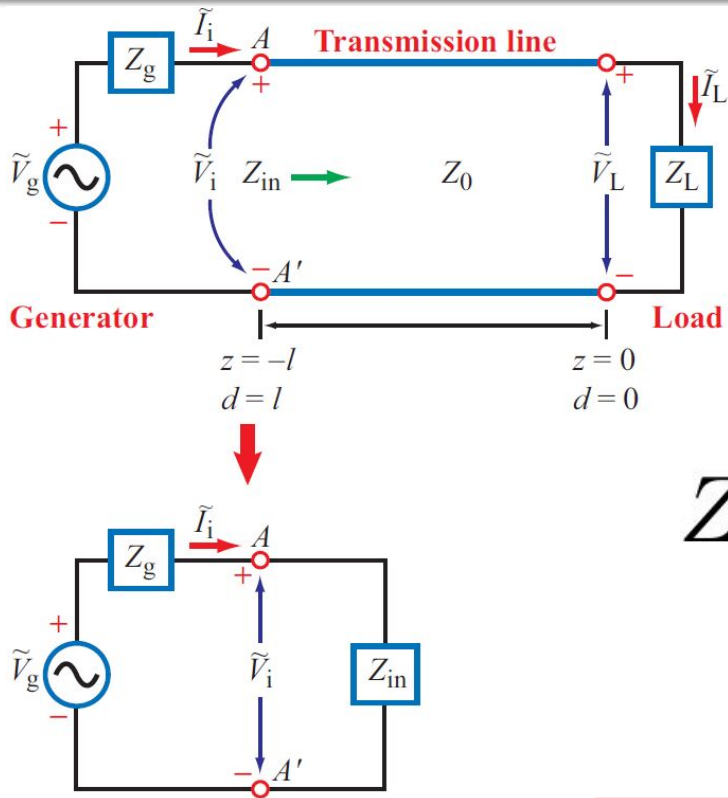 Ĩi A Transmission line
Zg + + ĨL
+ Ṽg − Ṽi Zin Z0 ṼL ZL
− A′ −
Generator Load
z = −l z = 0
d = l d = 0
Z
Ĩi A
Zg +
+ Ṽg − Ṽi Zin
− A′